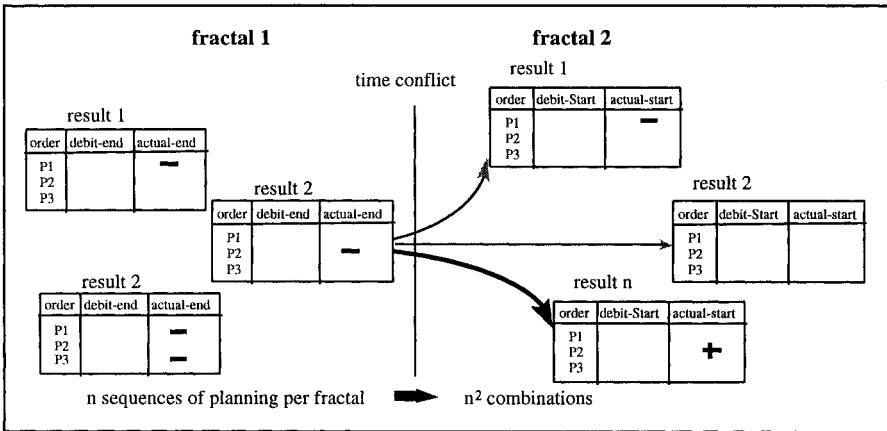 fractal 1
fractal 2
time conflict
result 1
order debit-end actual-end
P1 −
P2
P3
result 2
order debit-end actual-end
P1
P2 −
P3
result 2
order debit-end actual-end
P1 −
P2
P3 −
result 1
order debit-Start actual-start
P1 −
P2
P3
result 2
order debit-Start actual-start
P1
P2
P3
result n
order debit-Start actual-start
P1
P2 +
P3
n sequences of planning per fractal n² combinations